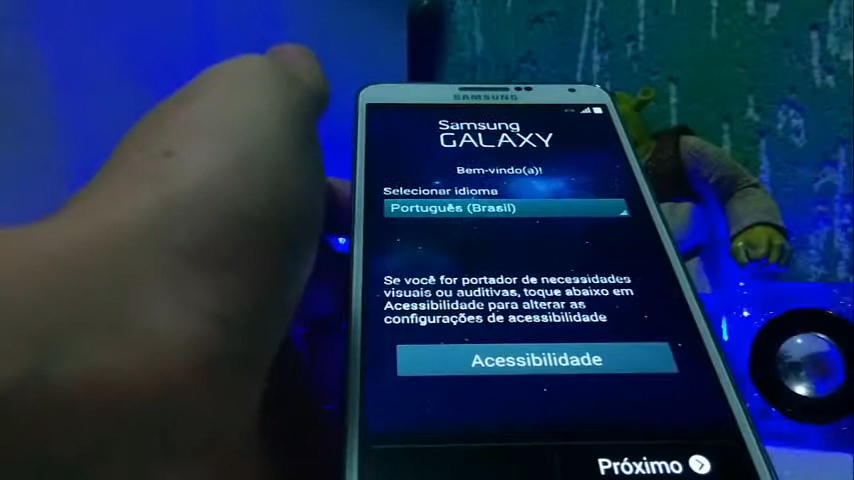 SAMSUNG
Samsung
GALAXY
Bem-vindo(a)!
Selecionar idioma
Português (Brasil)
Se você for portador de necessidades
visuais ou auditivas, toque abaixo em
Acessibilidade para alterar as
configurações de acessibilidade.
Acessibilidade
Próximo